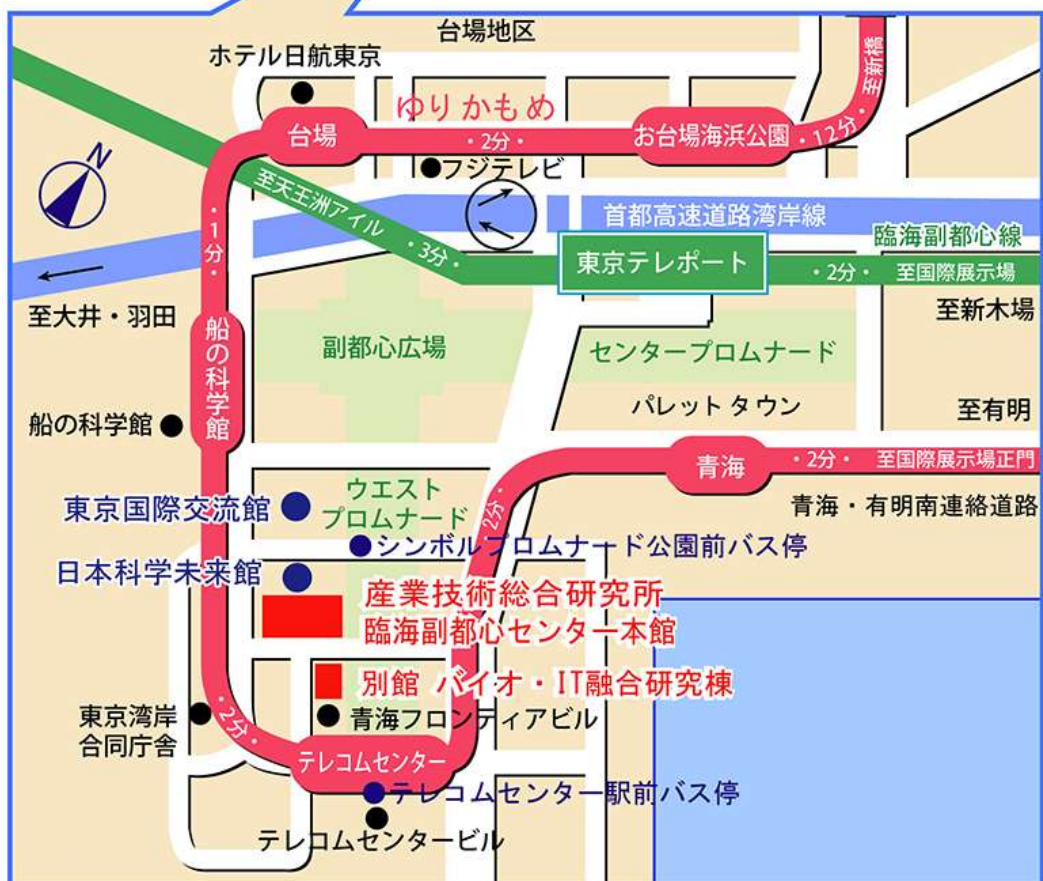 台場地区
ホテル日航東京
ゆりかもめ
至新橋
台場
・2分・
お台場海浜公園
・12分・
フジテレビ
N
至天王洲アイル
・3分・
・1分・
首都高速道路湾岸線
臨海副都心線
東京テレポート
・2分・
至国際展示場
至大井・羽田
至新木場
船の科学館
副都心広場
センタープロムナード
パレットタウン
至有明
船の科学館
青海
・2分・
至国際展示場正門
東京国際交流館
ウエスト
プロムナード
・2分・
青海・有明南連絡道路
シンボルプロムナード公園前バス停
日本科学未来館
産業技術総合研究所
臨海副都心センター本館
別館 バイオ・IT融合研究棟
東京湾岸
合同庁舎
・2分・
青海フロンティアビル
テレコムセンター
テレコムセンター駅前バス停
テレコムセンタービル